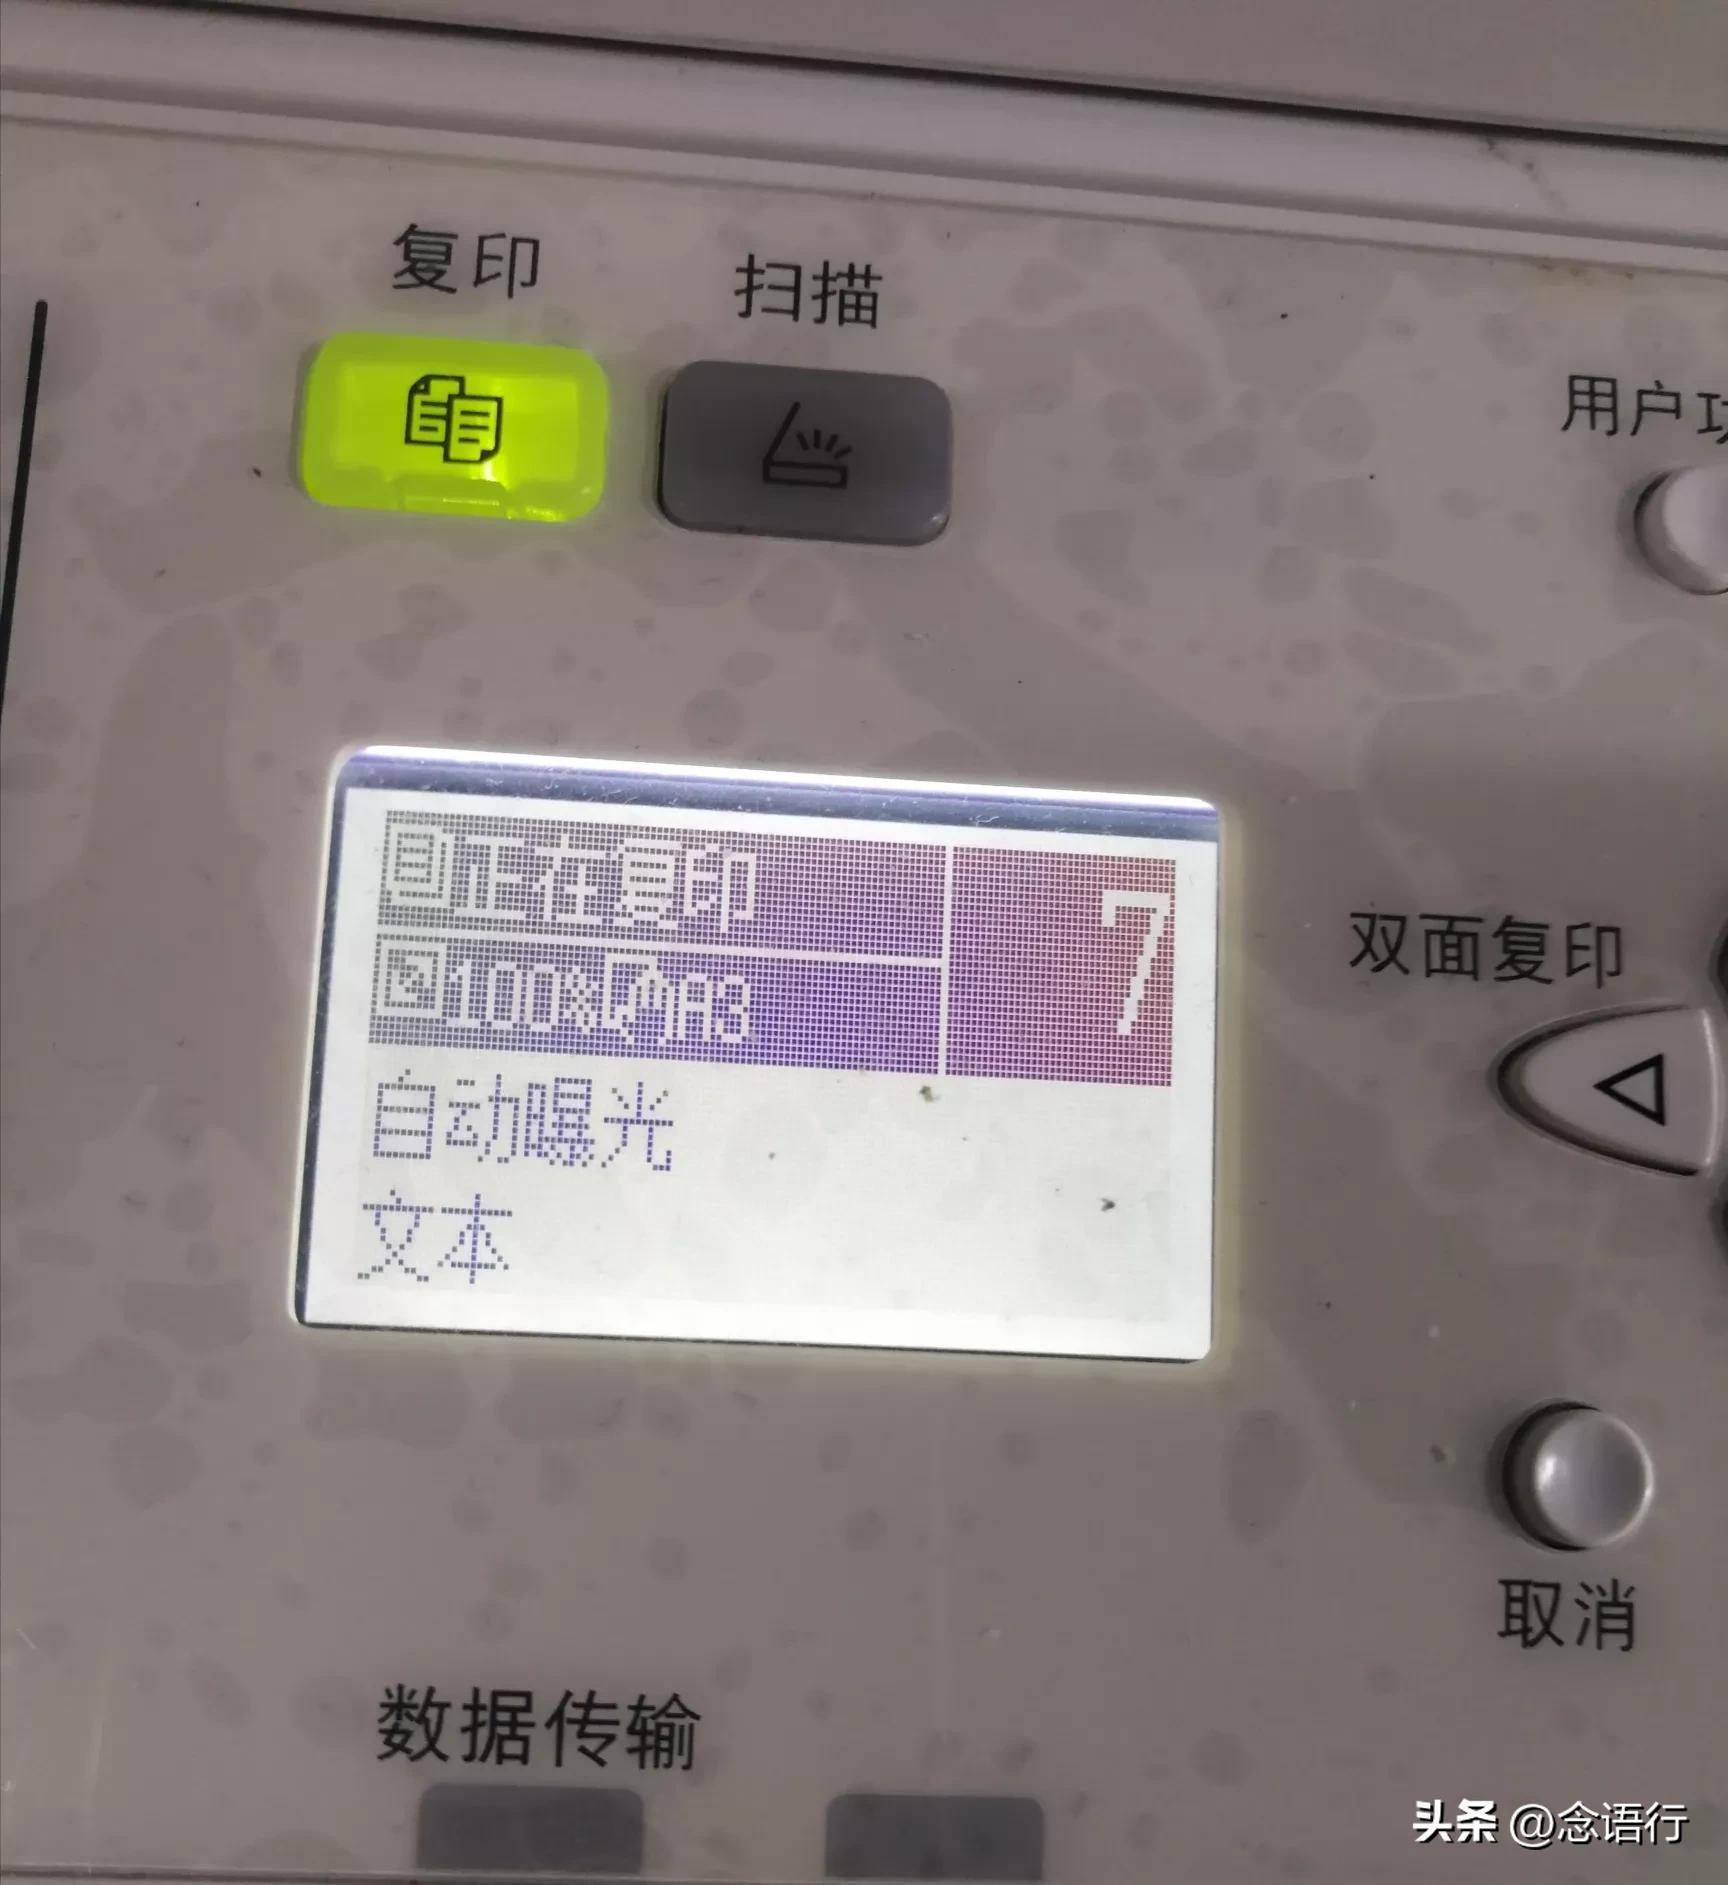 复印
扫描
用户
正在复印
7
100% A3
双面复印
自动曝光
文本
取消
数据传输
头条 @念语行